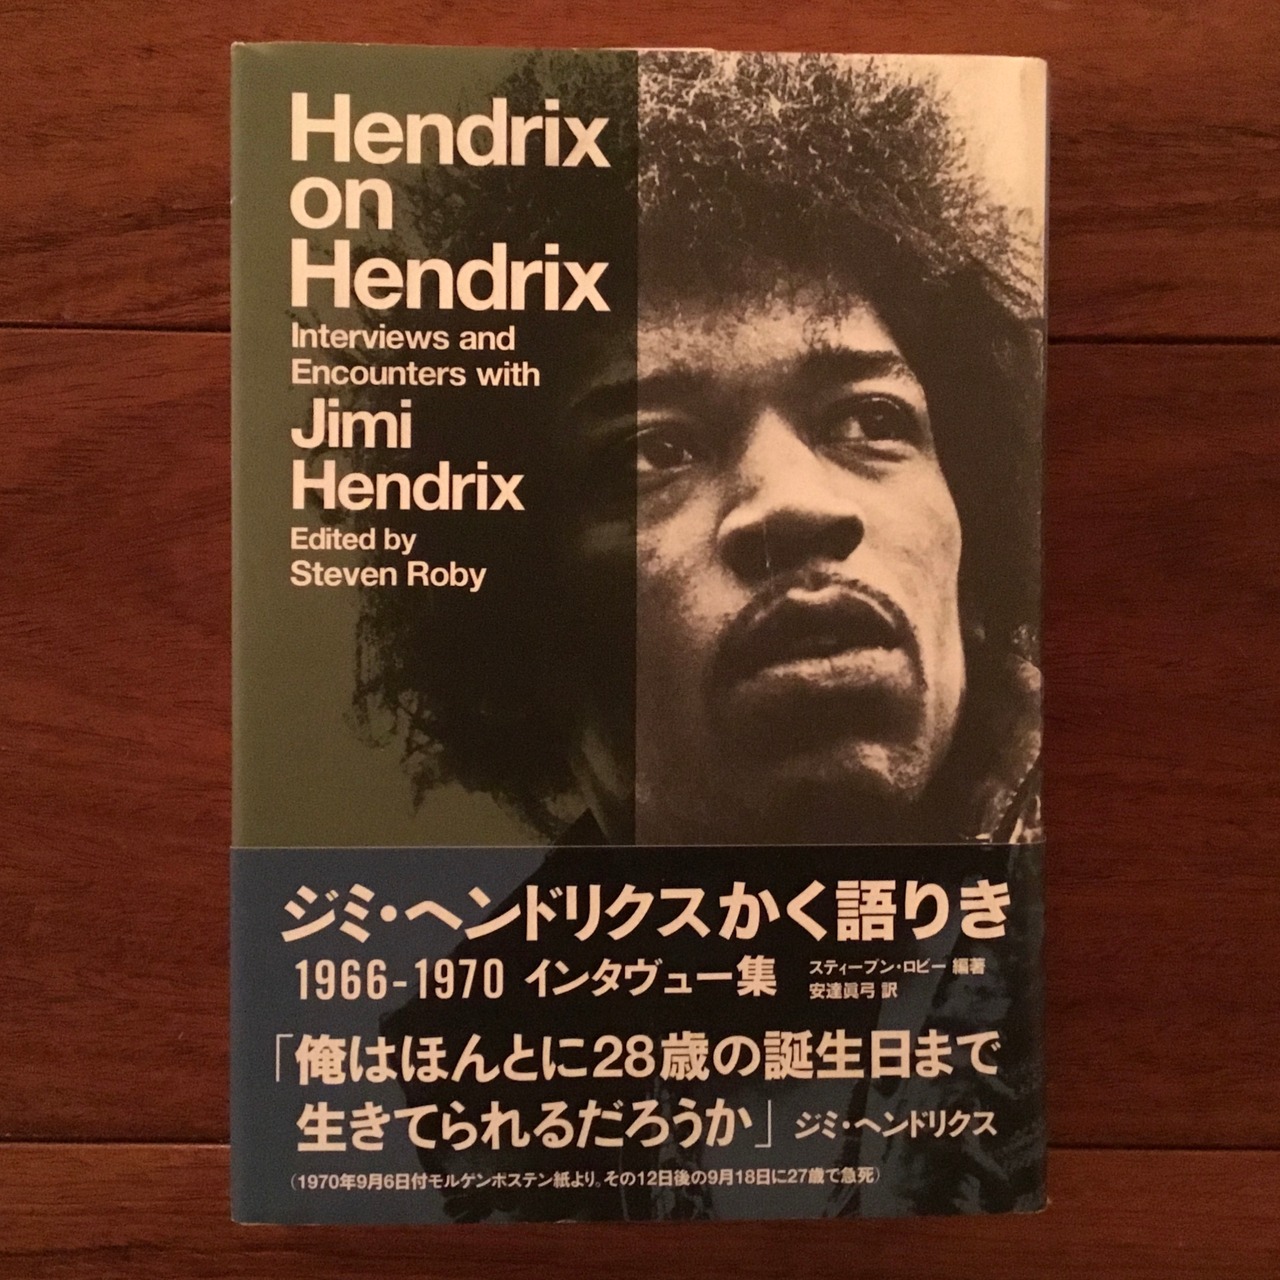 Hendrix
on
Hendrix
Interviews and
Encounters with
Jimi
Hendrix
Edited by
Steven Roby
ジミ・ヘンドリクスかく語りき
1966-1970 インタヴュー集
スティーブン・ロビー 編著
安達眞弓 訳
「俺はほんとに28歳の誕生日まで
生きてられるだろうか」ジミ・ヘンドリクス
（1970年9月6日付モルゲンポステン紙より。その12日後の9月18日に27歳で急死）